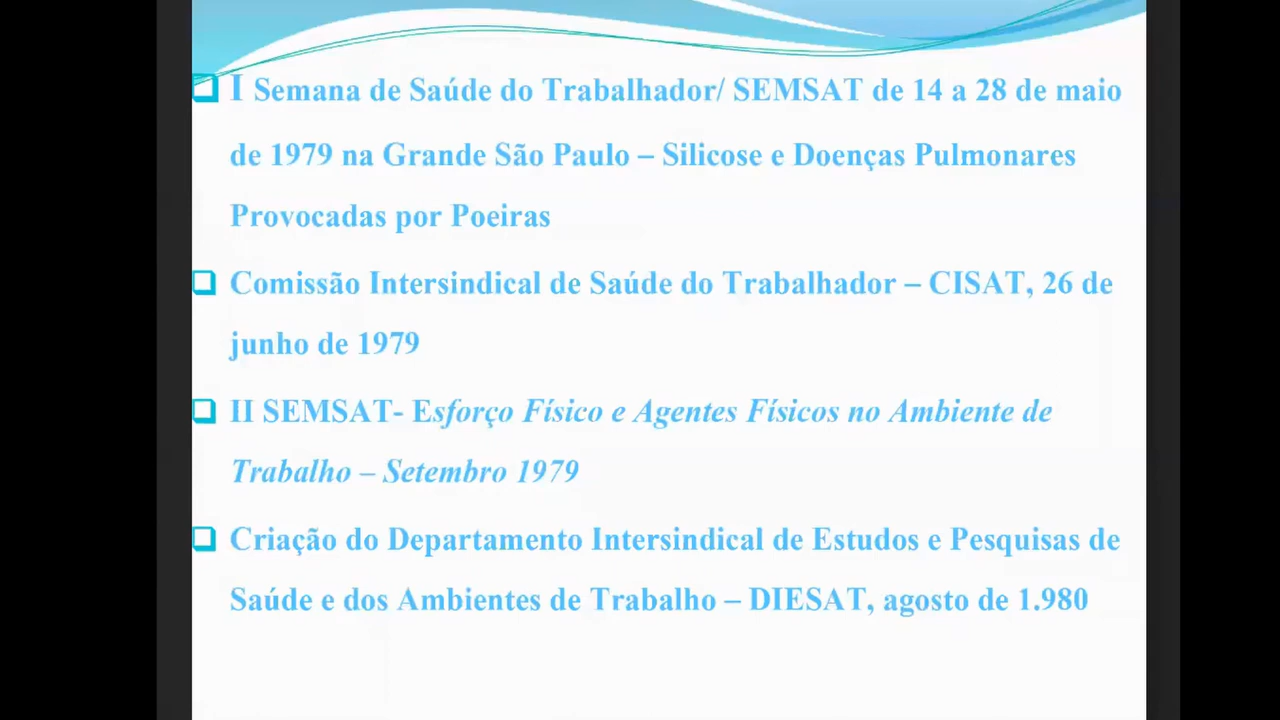 I Semana de Saúde do Trabalhador/ SEMSAT de 14 a 28 de maio
de 1979 na Grande São Paulo – Silicose e Doenças Pulmonares
Provocadas por Poeiras
Comissão Intersindical de Saúde do Trabalhador – CISAT, 26 de
junho de 1979
II SEMSAT- Esforço Físico e Agentes Físicos no Ambiente de
Trabalho – Setembro 1979
Criação do Departamento Intersindical de Estudos e Pesquisas de
Saúde e dos Ambientes de Trabalho – DIESAT, agosto de 1.980